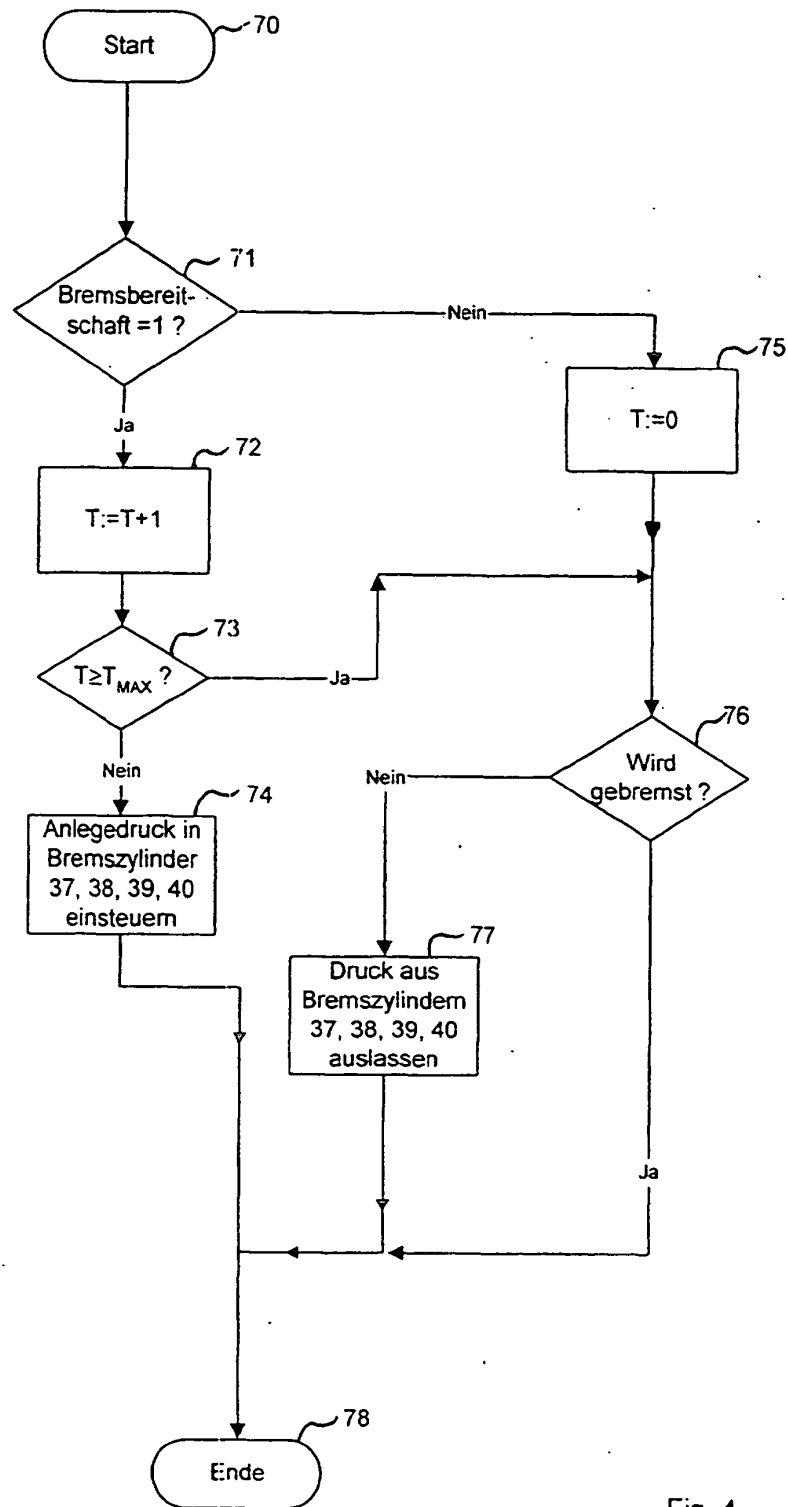 Start
70
71
Bremsbereit-
schaft =1 ?
Nein
75
T:=0
Ja
72
T:=T+1
73
T≥TMAX ?
Ja
76
Wird
gebremst ?
Nein
Nein
74
Anlegedruck in
Bremszylinder
37, 38, 39, 40
einsteuern
77
Druck aus
Bremszylindern
37, 38, 39, 40
auslassen
Ja
78
Ende
Fig. 4